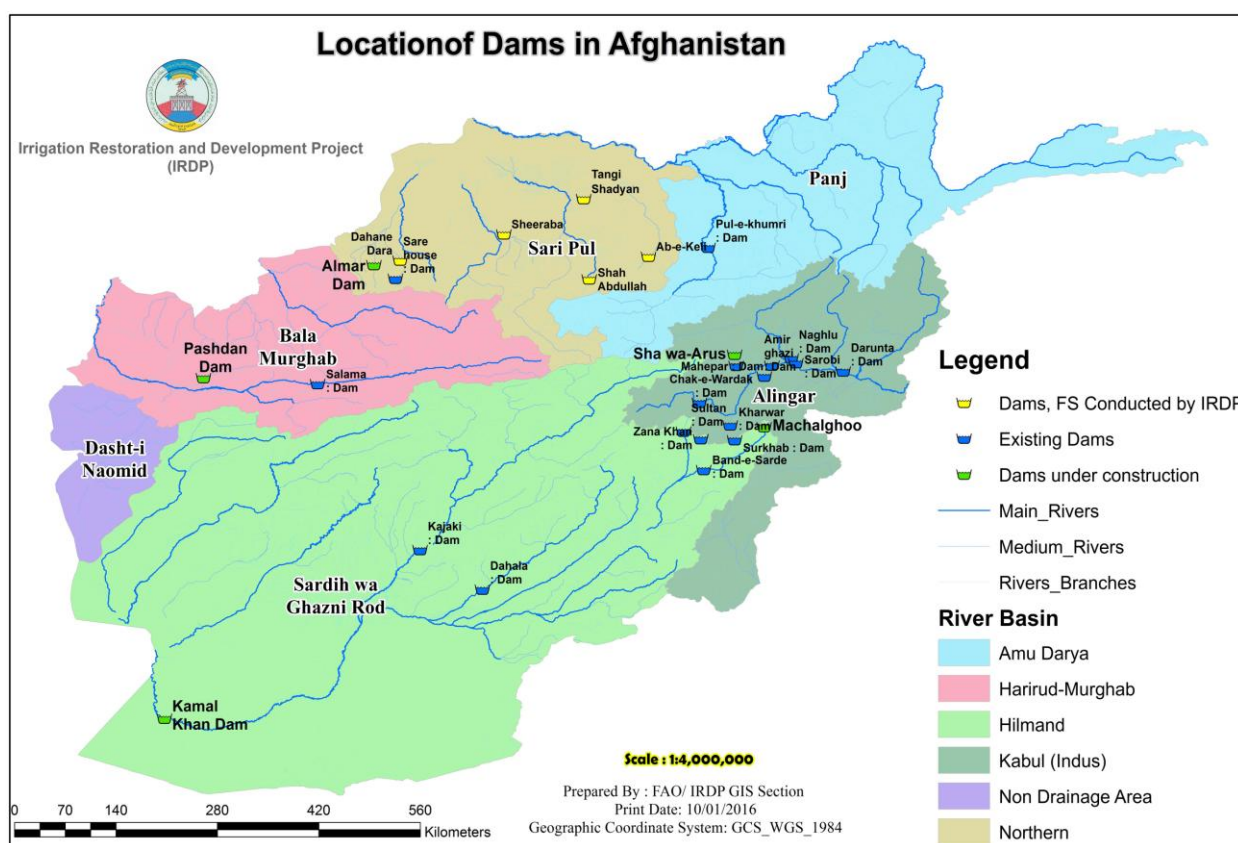 Locationof Dams in Afghanistan
Irrigation Restoration and Development Project
(IRDP)
Panj
Tangi
Shadyan
Sheeraba
Pul-e-khumri
: Dam
Sari Pul
Ab-e-Keli
Dahane
Dara
Sare
house
: Dam
Almar
Dam
Shah
Abdullah
Bala
Murghab
Pashdan
Dam
Salama
: Dam
Sha wa-Arus
Amir
ghazi
: Dam
Naghlu
: Dam
Sarobi
: Dam
Darunta
: Dam
Mahepar : Dam
Chak-e-Wardak
: Dam
Alingar
Sultan
: Dam
Kharwar
: Dam
Machalghoo
Zana Khan
: Dam
Surkhab : Dam
Band-e-Sarde
: Dam
Dasht-i
Naomid
Kajaki
: Dam
Dahala
: Dam
Sardih wa
Ghazni Rod
Kamal
Khan Dam
Legend
Dams, FS Conducted by IRDP
Existing Dams
Dams under construction
Main_Rivers
Medium_Rivers
Rivers_Branches
River Basin
Amu Darya
Harirud-Murghab
Hilmand
Kabul (Indus)
Non Drainage Area
Northern
Scale : 1:4,000,000
Prepared By : FAO/ IRDP GIS Section
Print Date: 10/01/2016
Geographic Coordinate System: GCS_WGS_1984
0 70 140 280 420 560
Kilometers